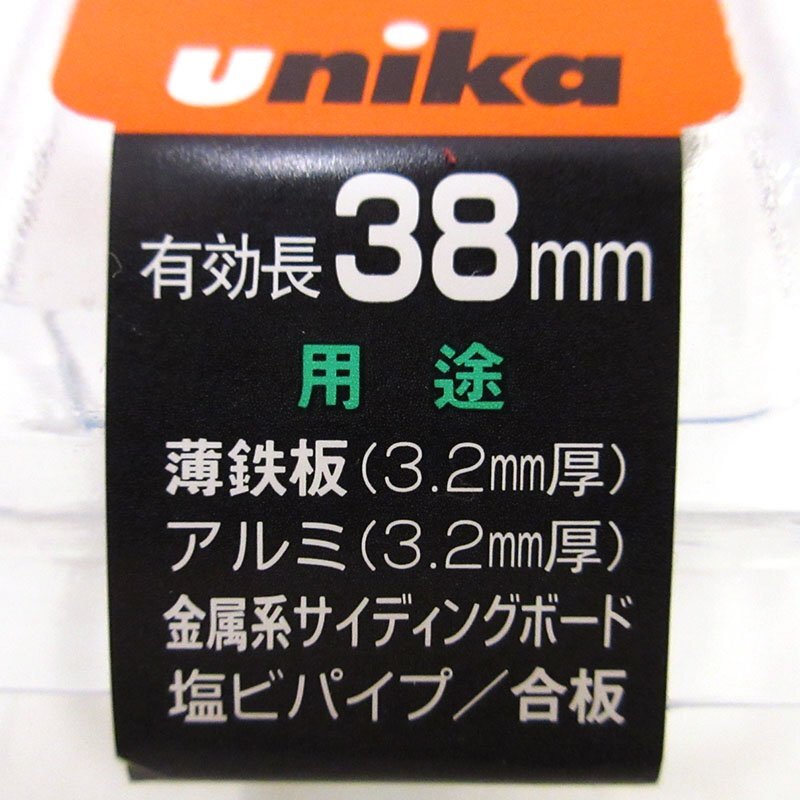 unika
有効長38mm
用途
薄鉄板(3.2mm厚)
アルミ(3.2mm厚)
金属系サイディングボード
塩ビパイプ/合板